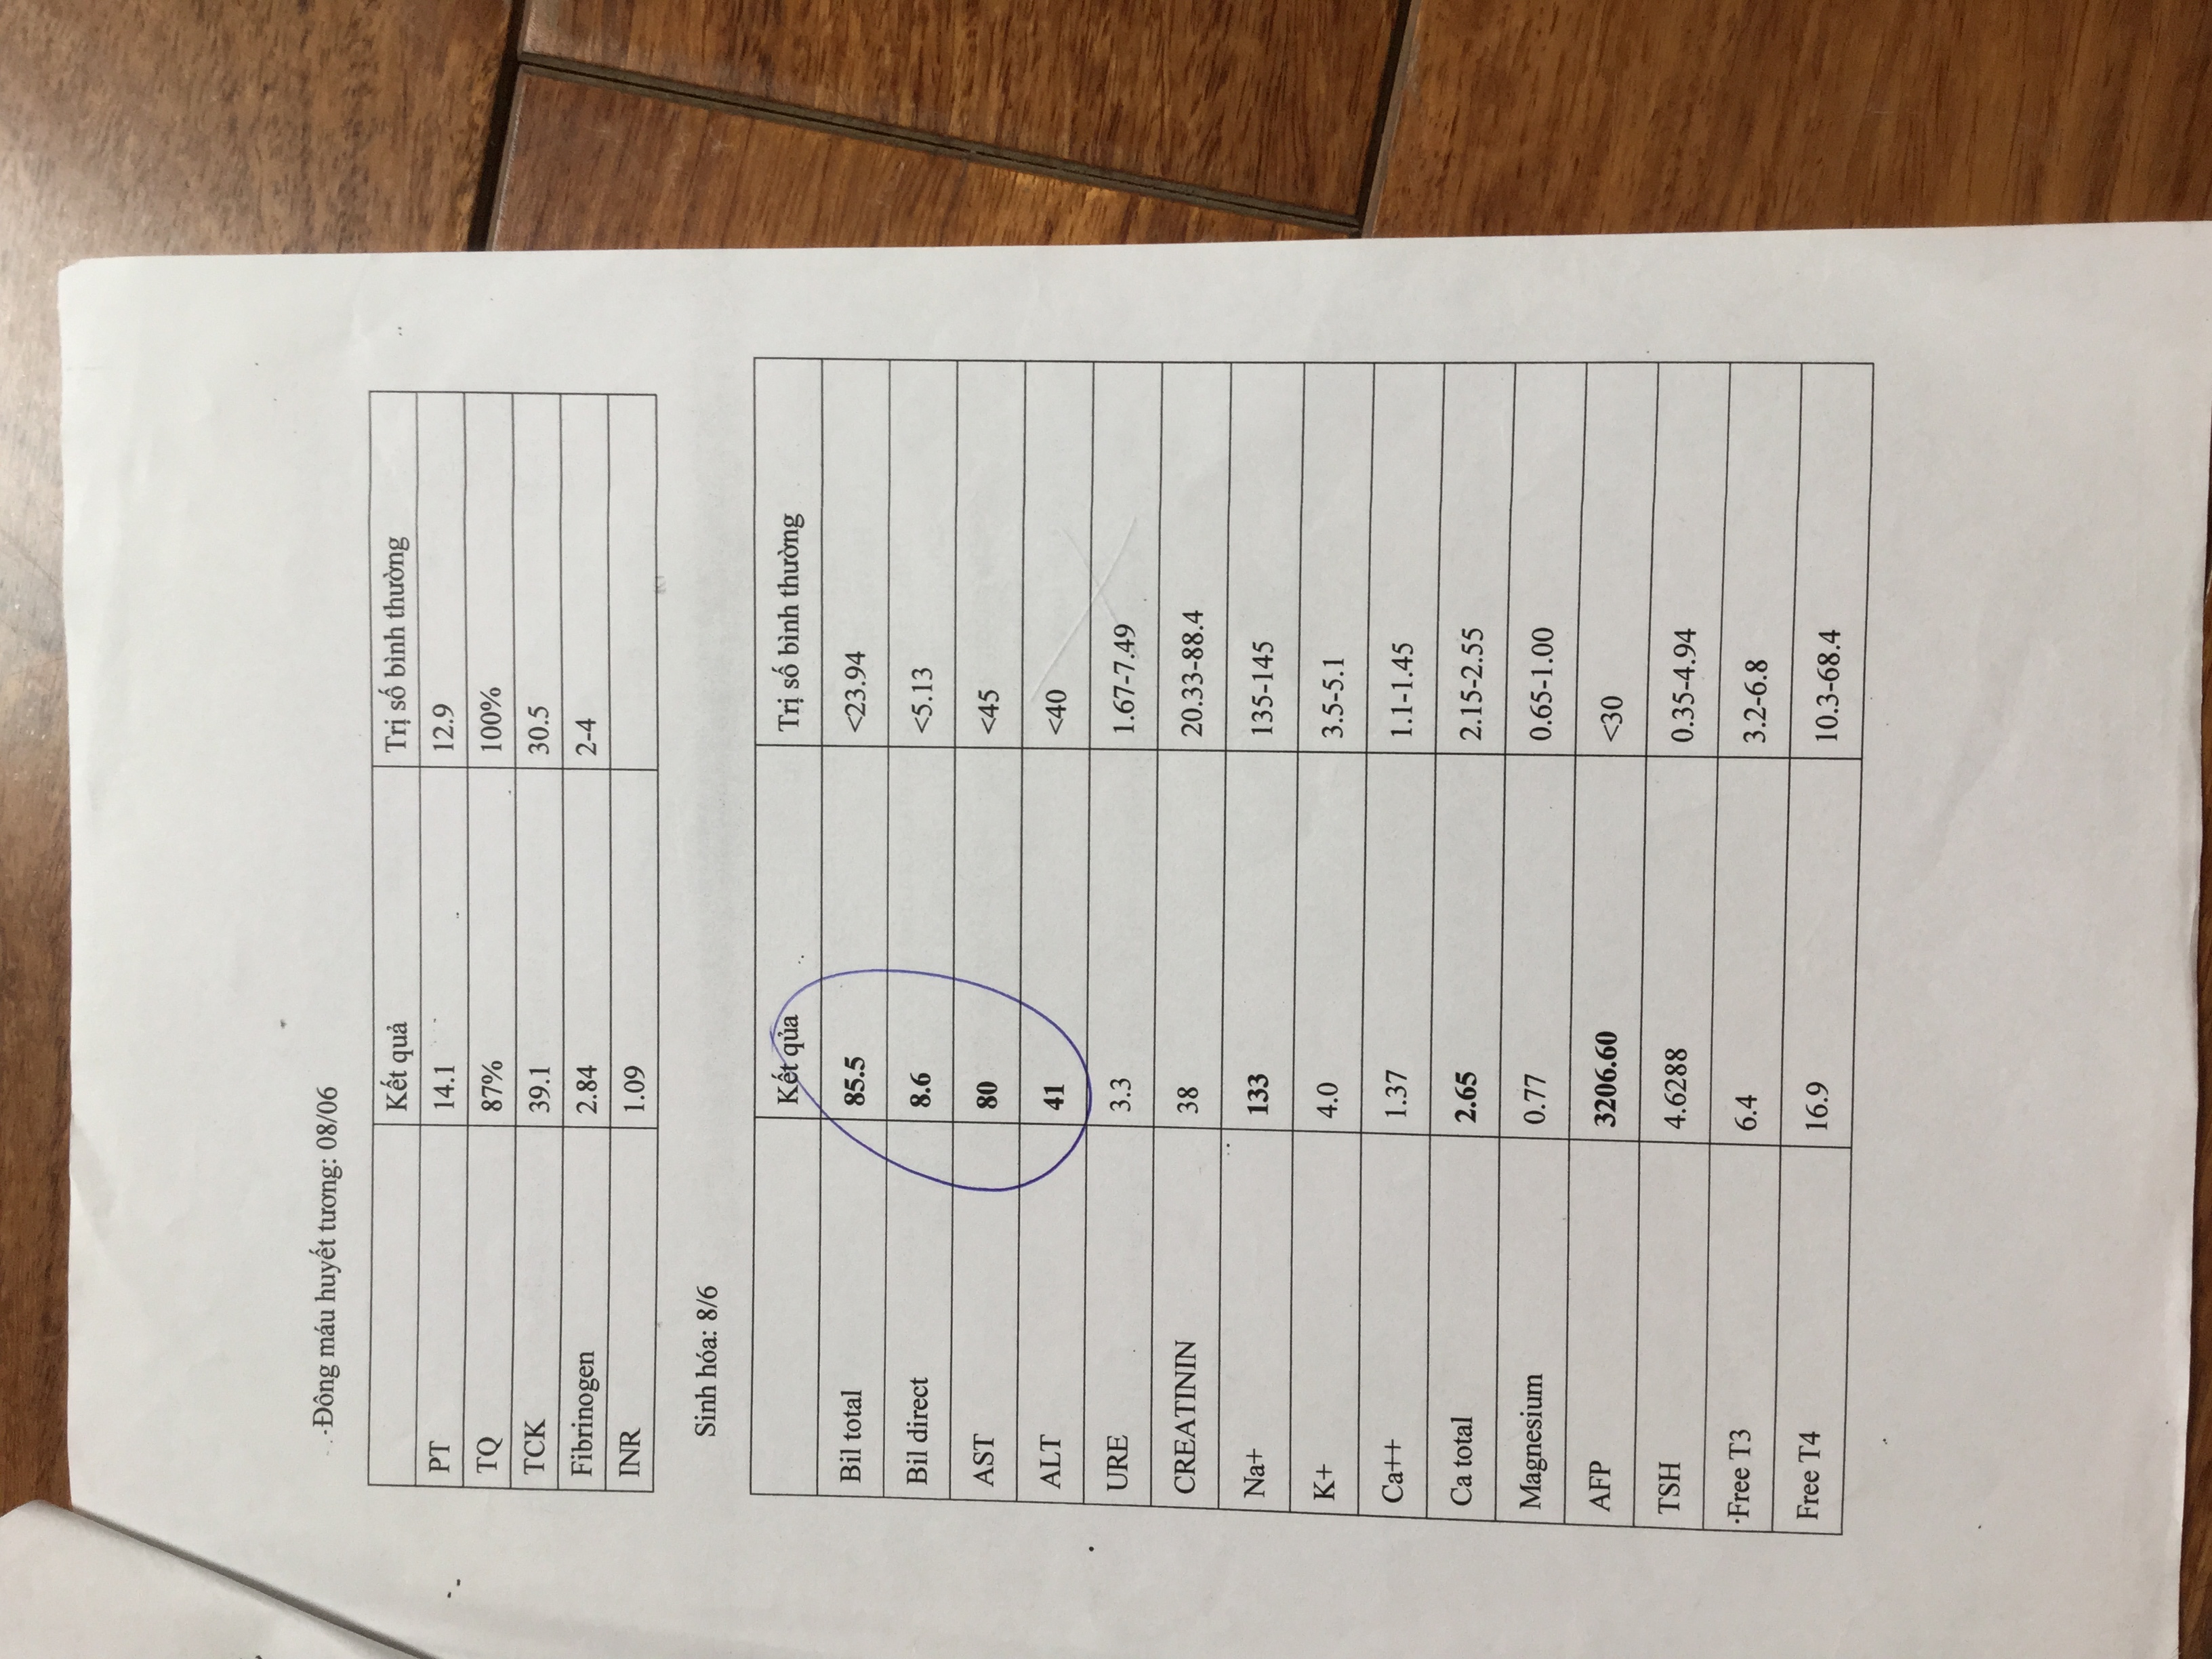 -Đông máu huyết tương: 08/06
Kết quả Trị số bình thường
PT 14.1 12.9
TQ 87% 100%
TCK 39.1 30.5
Fibrinogen 2.84 2-4
INR 1.09
Sinh hóa: 8/6
Kết qủa Trị số bình thường
Bil total 85.5 <23.94
Bil direct 8.6 <5.13
AST 80 <45
ALT 41 <40
URE 3.3 1.67-7.49
CREATININ 38 20.33-88.4
Na+ 133 135-145
K+ 4.0 3.5-5.1
Ca++ 1.37 1.1-1.45
Ca total 2.65 2.15-2.55
Magnesium 0.77 0.65-1.00
AFP 3206.60 <30
TSH 4.6288 0.35-4.94
Free T3 6.4 3.2-6.8
Free T4 16.9 10.3-68.4